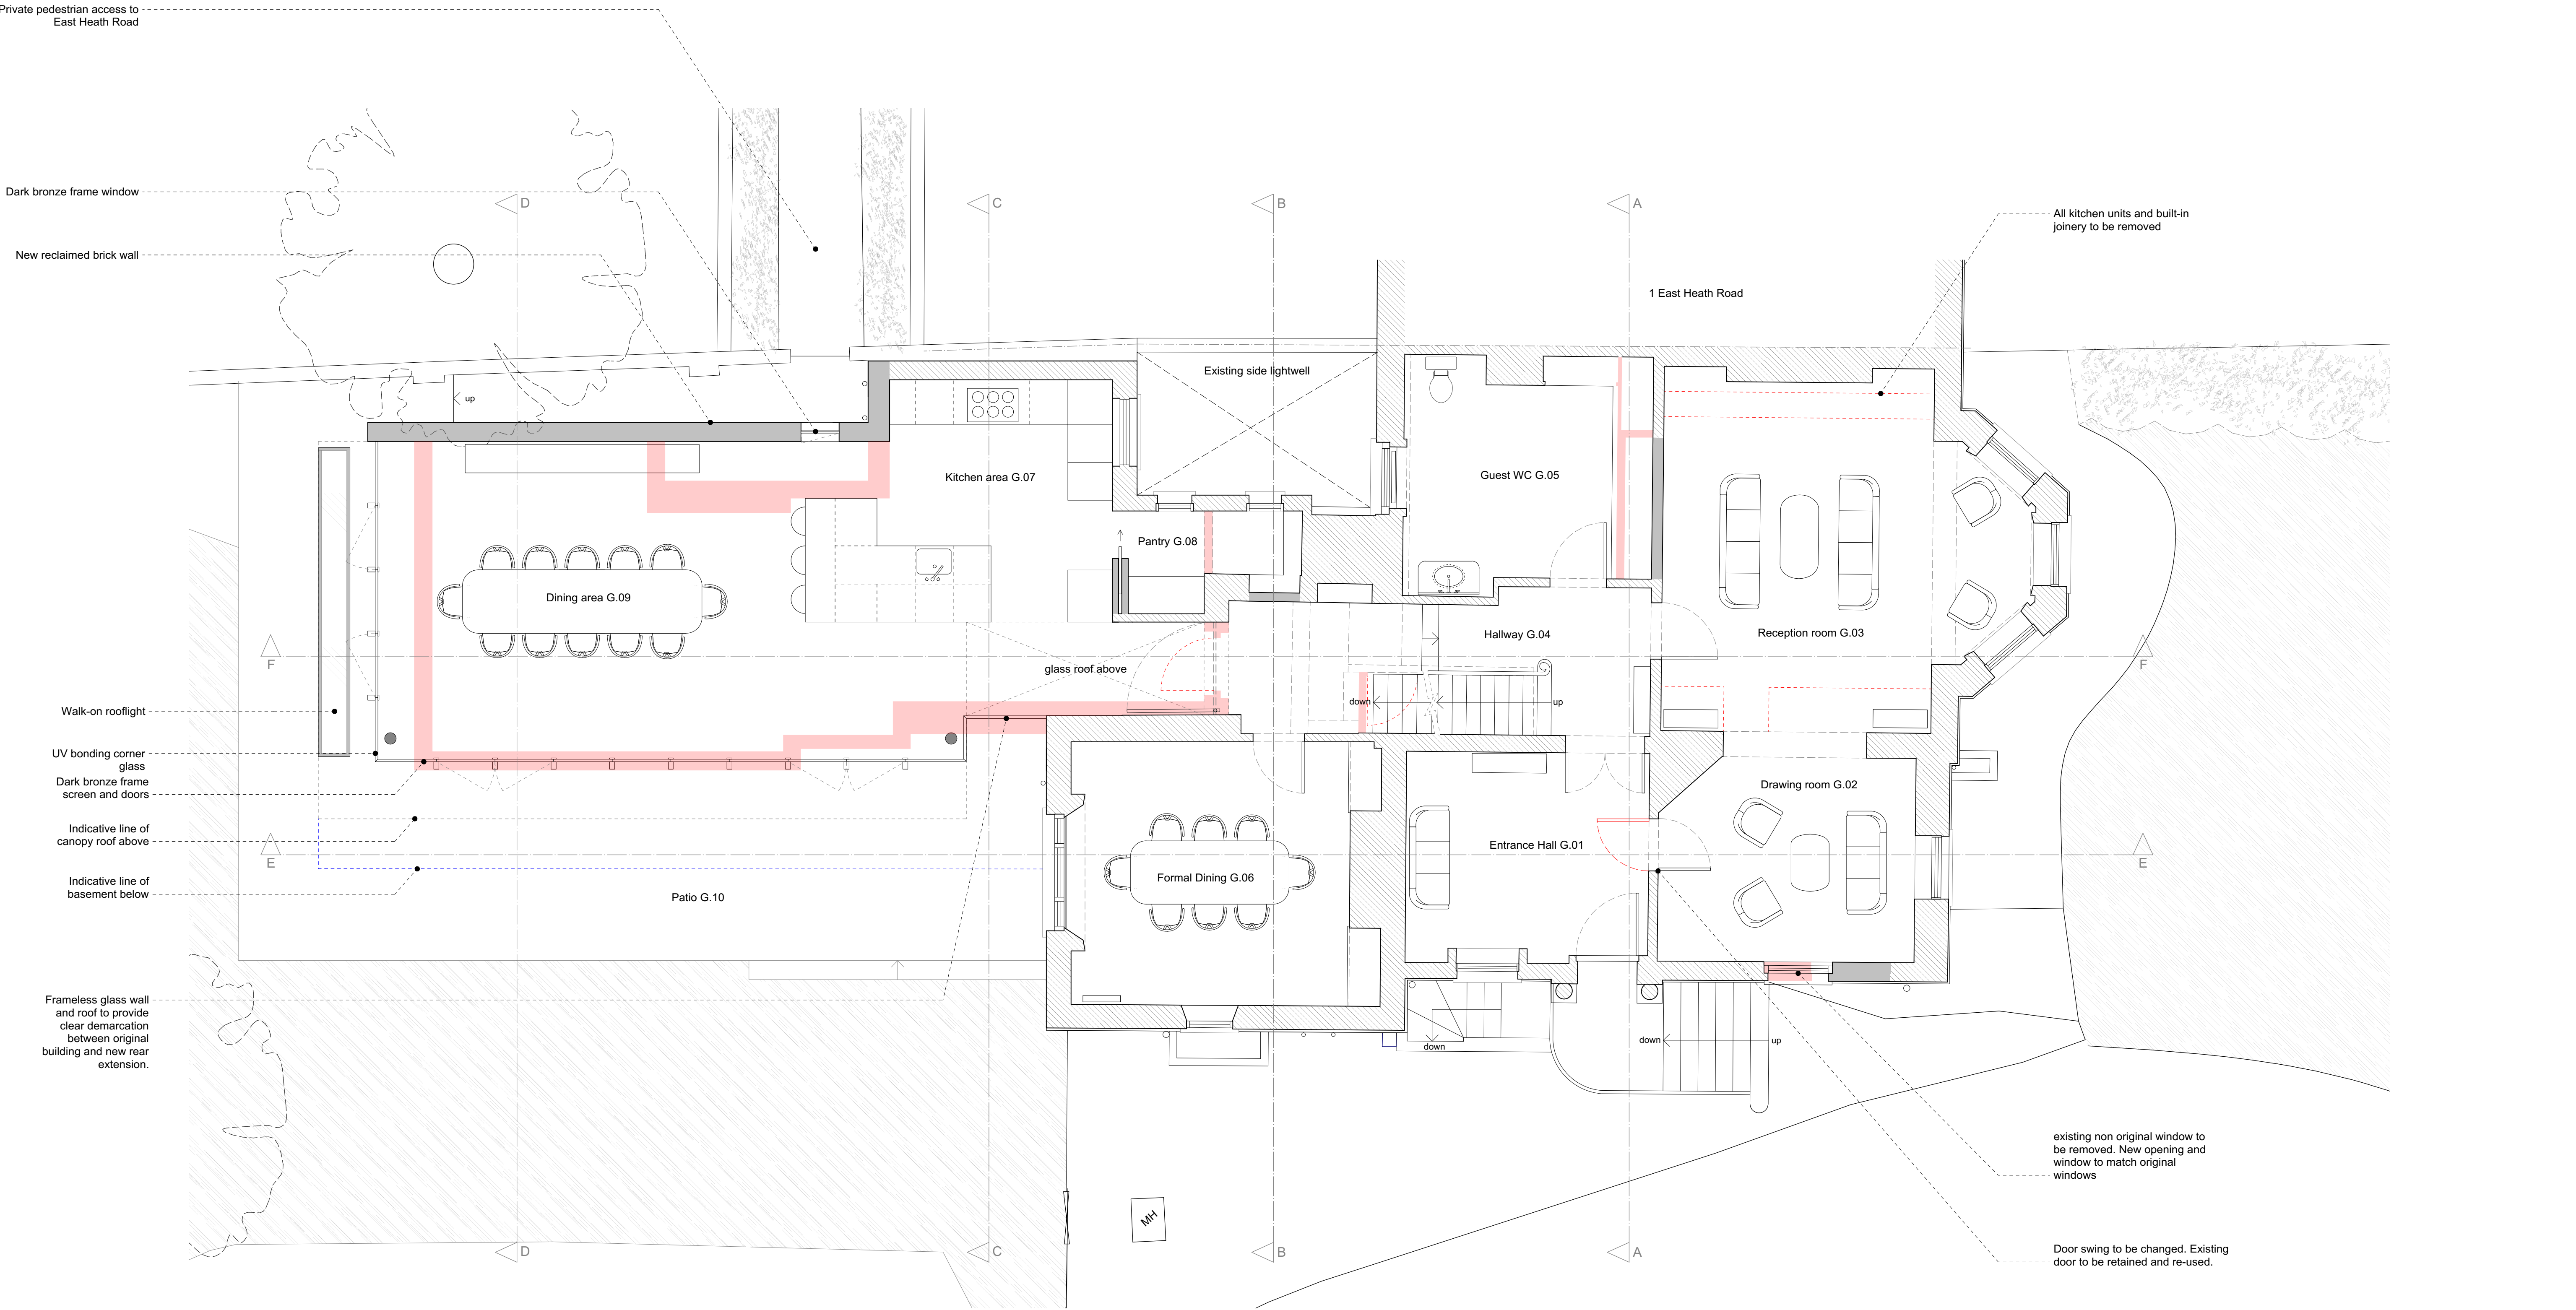 Private pedestrian access to
East Heath Road
Dark bronze frame window
D
C
B
A
All kitchen units and built-in
joinery to be removed
New reclaimed brick wall
1 East Heath Road
Existing side lightwell
up
Kitchen area G.07
Guest WC G.05
Pantry G.08
Dining area G.09
Hallway G.04
Reception room G.03
F
glass roof above
F
down
up
Walk-on rooflight
UV bonding corner
glass
Dark bronze frame
screen and doors
Drawing room G.02
Indicative line of
canopy roof above
Entrance Hall G.01
E
E
Formal Dining G.06
Indicative line of
basement below
Patio G.10
Frameless glass wall
and roof to provide
clear demarcation
between original
building and new rear
extension.
down
down
up
existing non original window to
be removed. New opening and
window to match original
windows
MH
D
C
B
A
Door swing to be changed. Existing
door to be retained and re-used.